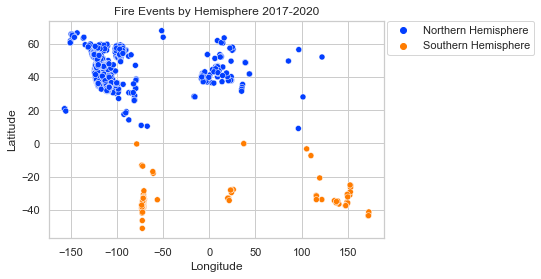 Fire Events by Hemisphere 2017-2020
Northern Hemisphere
Southern Hemisphere
Latitude
60
40
20
0
−20
−40
−150 −100 −50 0 50 100 150
Longitude